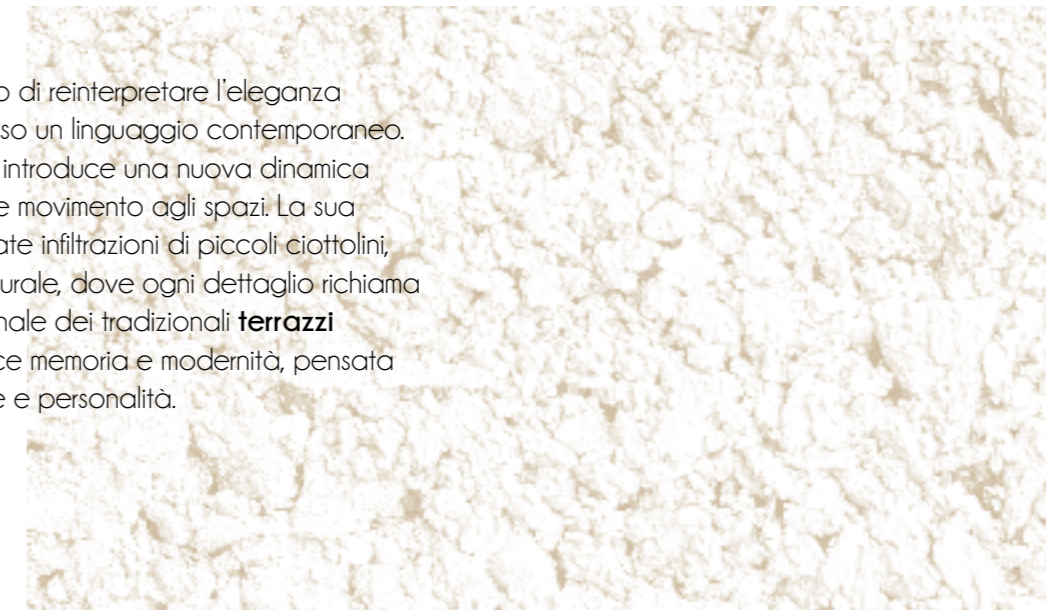 o di reinterpretare l'eleganza
so un linguaggio contemporaneo.
introduce una nuova dinamica
e movimento agli spazi. La sua
ate infiltrazioni di piccoli ciottolini,
urale, dove ogni dettaglio richiama
nale dei tradizionali terrazzi
ce memoria e modernità, pensata
e e personalità.